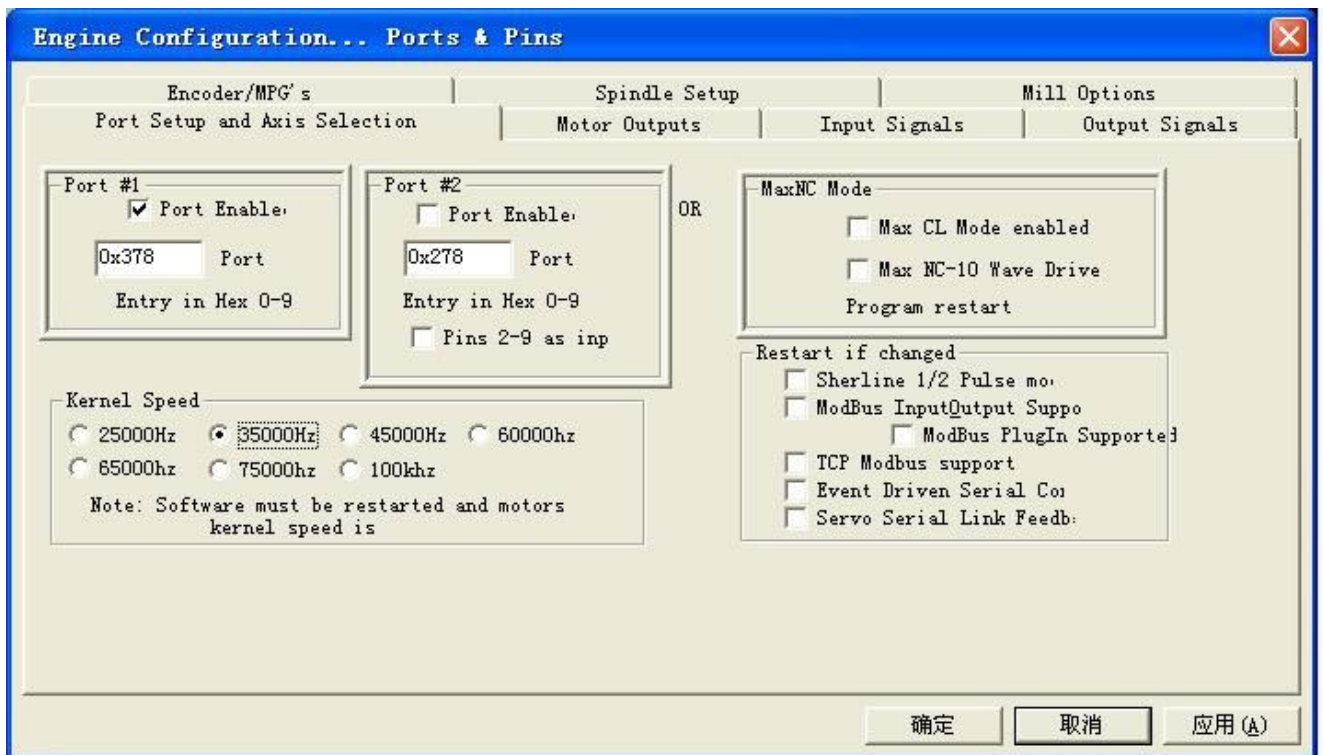 Engine Configuration... Ports & Pins
Encoder/MPG's
Spindle Setup
Mill Options
Port Setup and Axis Selection
Motor Outputs
Input Signals
Output Signals
Port #1
Port Enable
0x378
Port
Entry in Hex 0-9
Port #2
Port Enable
0x278
Port
Entry in Hex 0-9
Pins 2-9 as inp
OR
MaxNC Mode
Max CL Mode enabled
Max NC-10 Wave Drive
Program restart
Restart if changed
Sherline 1/2 Pulse mo
ModBus InputOutput Suppo
ModBus PlugIn Supported
TCP Modbus support
Event Driven Serial Co
Servo Serial Link Feedb
Kernel Speed
25000Hz
35000Hz
45000Hz
60000hz
65000hz
75000hz
100khz
Note: Software must be restarted and motors
kernel speed is
确定
取消
应用(A)